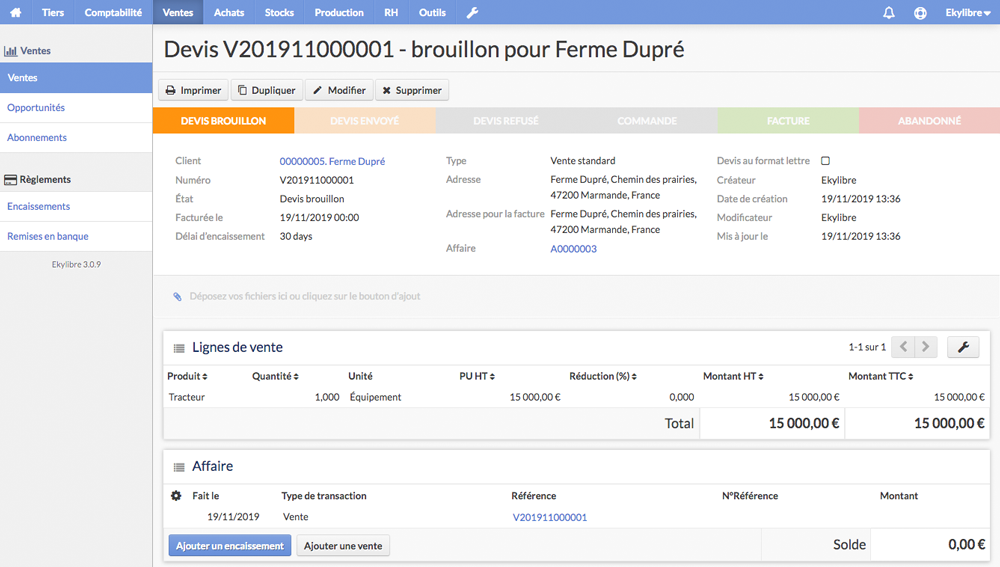 Tiers Comptabilité Ventes Achats Stocks Production RH Outils Ekylibre
Ventes
Ventes
Opportunités
Abonnements
Règlements
Encaissements
Remises en banque
Ekylibre 3.0.9
Devis V201911000001 - brouillon pour Ferme Dupré
Imprimer Dupliquer Modifier Supprimer
DEVIS BROUILLON DEVIS ENVOYÉ DEVIS REFUSÉ COMMANDE FACTURE ABANDONNÉ
Client 00000005. Ferme Dupré
Numéro V201911000001
État Devis brouillon
Facturée le 19/11/2019 00:00
Délai d'encaissement 30 days
Type Vente standard
Adresse Ferme Dupré, Chemin des prairies,
47200 Marmande, France
Adresse pour la facture Ferme Dupré, Chemin des prairies,
47200 Marmande, France
Affaire A0000003
Devis au format lettre
Créateur Ekylibre
Date de création 19/11/2019 13:36
Modificateur Ekylibre
Mis à jour le 19/11/2019 13:36
Déposez vos fichiers ici ou cliquez sur le bouton d'ajout
Lignes de vente 1-1 sur 1
Produit Quantité Unité PU HT Réduction (%) Montant HT Montant TTC
Tracteur 1,000 Équipement 15 000,00 € 0,000 15 000,00 € 15 000,00 €
Total 15 000,00 € 15 000,00 €
Affaire
Fait le Type de transaction Référence N°Référence Montant
19/11/2019 Vente V201911000001
Ajouter un encaissement Ajouter une vente Solde 0,00 €